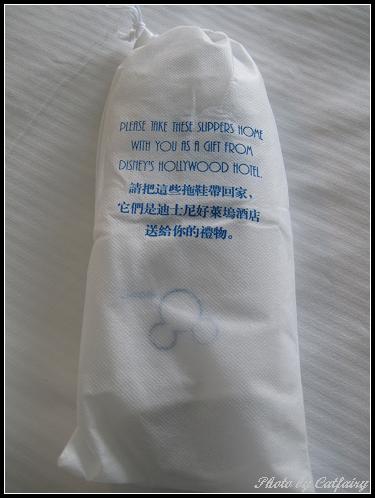 PLEASE TAKE THESE SLIPPERS HOME
WITH YOU AS A GIFT FROM
DISNEY'S HOLLYWOOD HOTEL.
請把這些拖鞋帶回家，
它們是迪士尼好萊塢酒店
送給你的禮物。
Photo by Catfairy